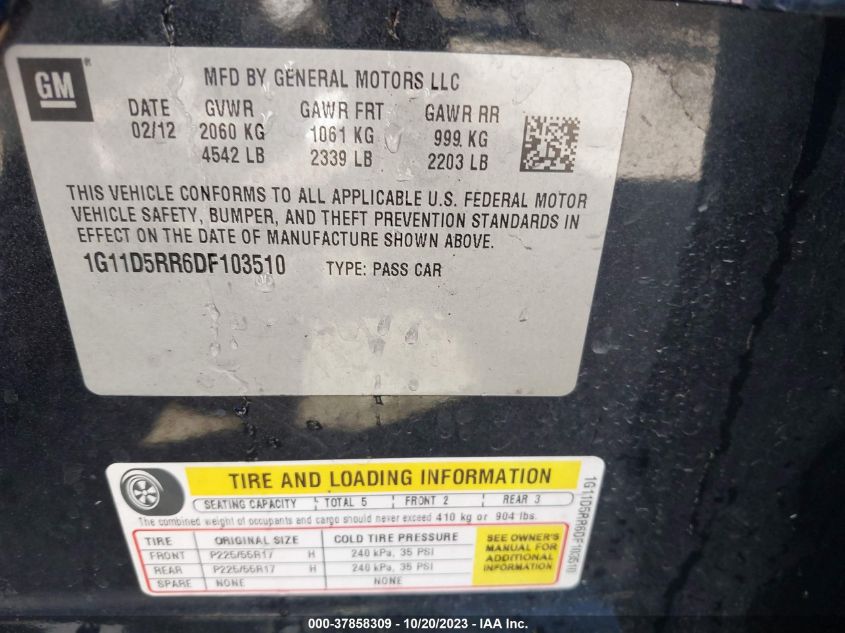 GM ®
MFD BY GENERAL MOTORS LLC
DATE GVWR GAWR FRT GAWR RR
02/12 2060 KG 1061 KG 999 KG
4542 LB 2339 LB 2203 LB
THIS VEHICLE CONFORMS TO ALL APPLICABLE U.S. FEDERAL MOTOR
VEHICLE SAFETY, BUMPER, AND THEFT PREVENTION STANDARDS IN
EFFECT ON THE DATE OF MANUFACTURE SHOWN ABOVE.
1G11D5RR6DF103510 TYPE: PASS CAR
TIRE AND LOADING INFORMATION
SEATING CAPACITY TOTAL 5 FRONT 2 REAR 3
The combined weight of occupants and cargo should never exceed 410 kg or 904 lbs.
TIRE ORIGINAL SIZE COLD TIRE PRESSURE
FRONT P225/55R17 H 240 kPa, 35 PSI
REAR P225/55R17 H 240 kPa, 35 PSI
SPARE NONE NONE
SEE OWNER'S
MANUAL FOR
ADDITIONAL
INFORMATION
1G11D5RR6DF103510
000-37858309 - 10/20/2023 - IAA Inc.